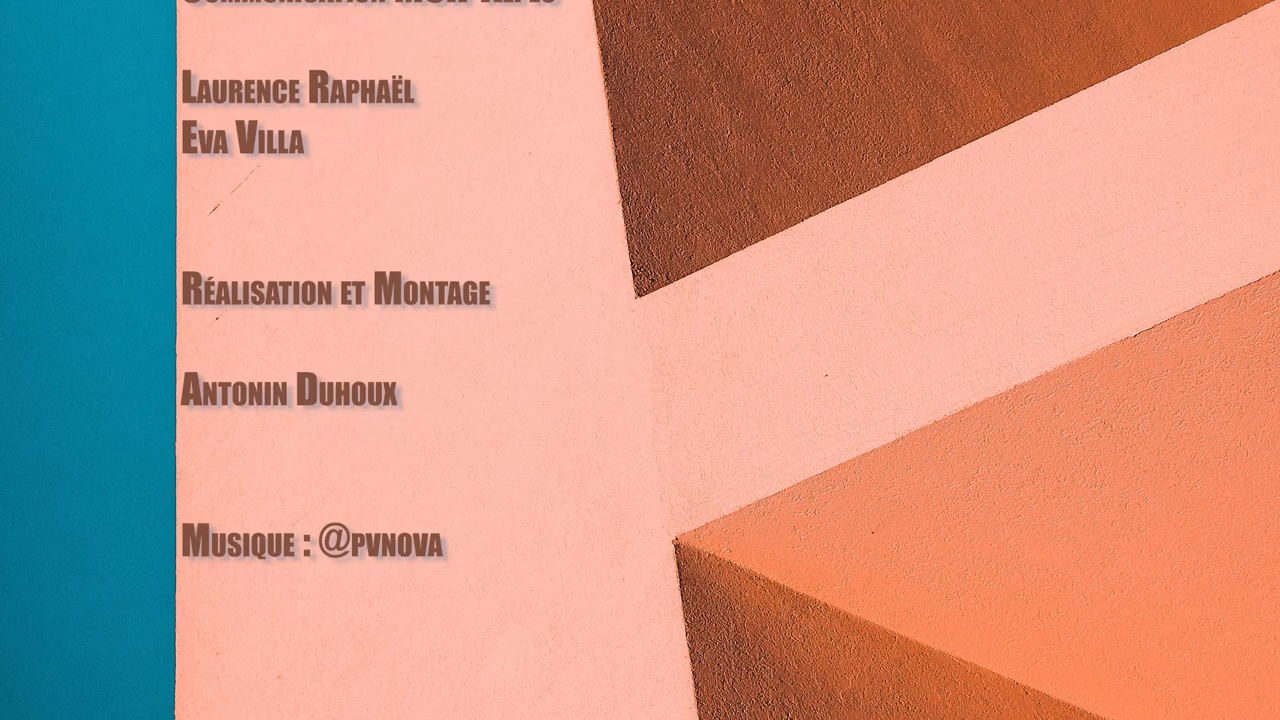 Laurence Raphaël
Eva Villa
Réalisation et Montage
Antonin Duhoux
Musique : @pvnova